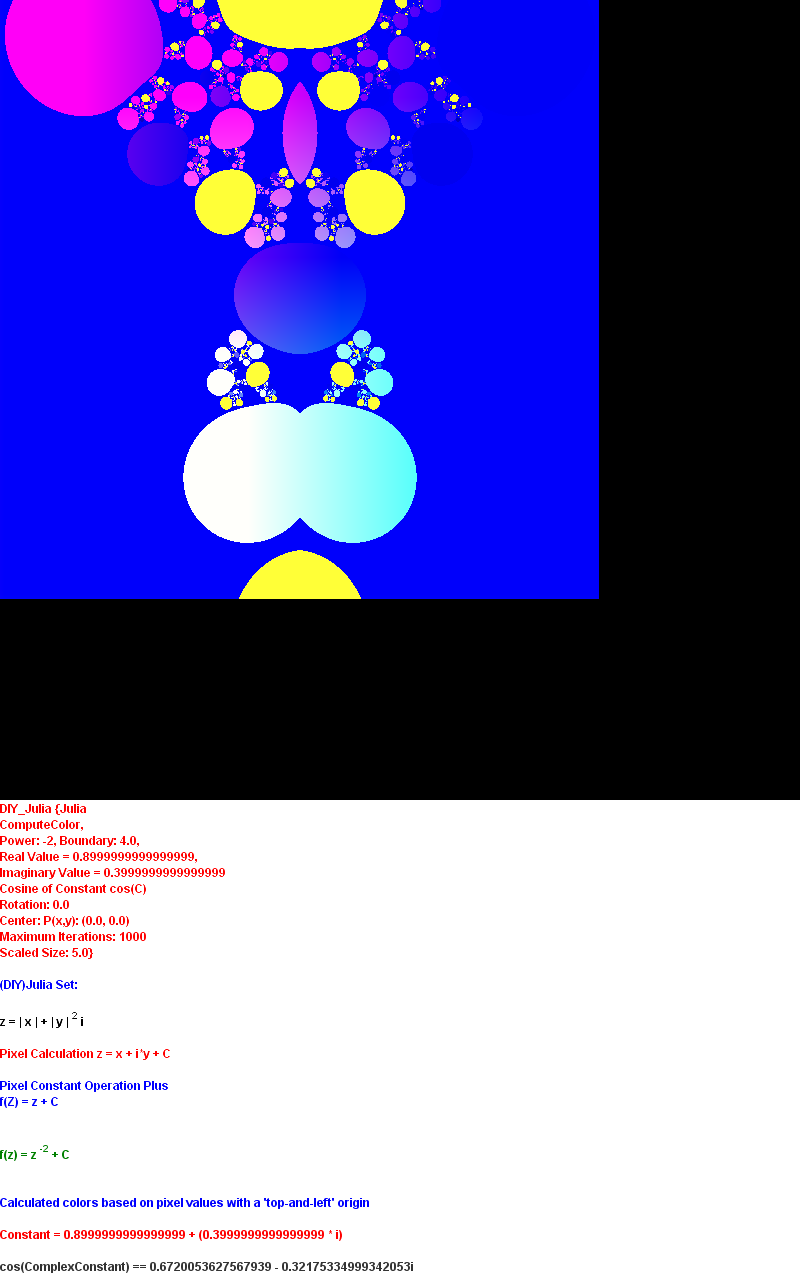 DIY_Julia {Julia
ComputeColor,
Power: -2, Boundary: 4.0,
Real Value = 0.8999999999999999,
Imaginary Value = 0.3999999999999999
Cosine of Constant cos(C)
Rotation: 0.0
Center: P(x,y): (0.0, 0.0)
Maximum Iterations: 1000
Scaled Size: 5.0}
(DIY)Julia Set:
z = | x | + | y | 2 i
Pixel Calculation z = x + i*y + C
Pixel Constant Operation Plus
f(Z) = z + C
f(z) = z -2 + C
Calculated colors based on pixel values with a 'top-and-left' origin
Constant = 0.8999999999999999 + (0.3999999999999999 * i)
cos(ComplexConstant) == 0.6720053627567939 - 0.32175334999342053i